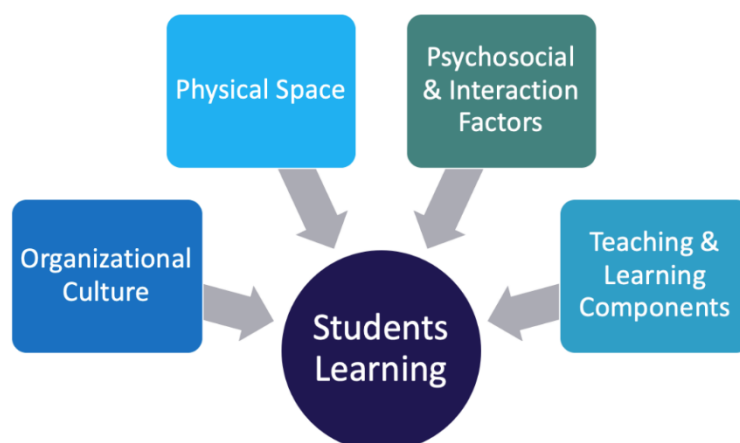 Physical Space
Psychosocial
& Interaction
Factors
Organizational
Culture
Teaching &
Learning
Components
Students
Learning